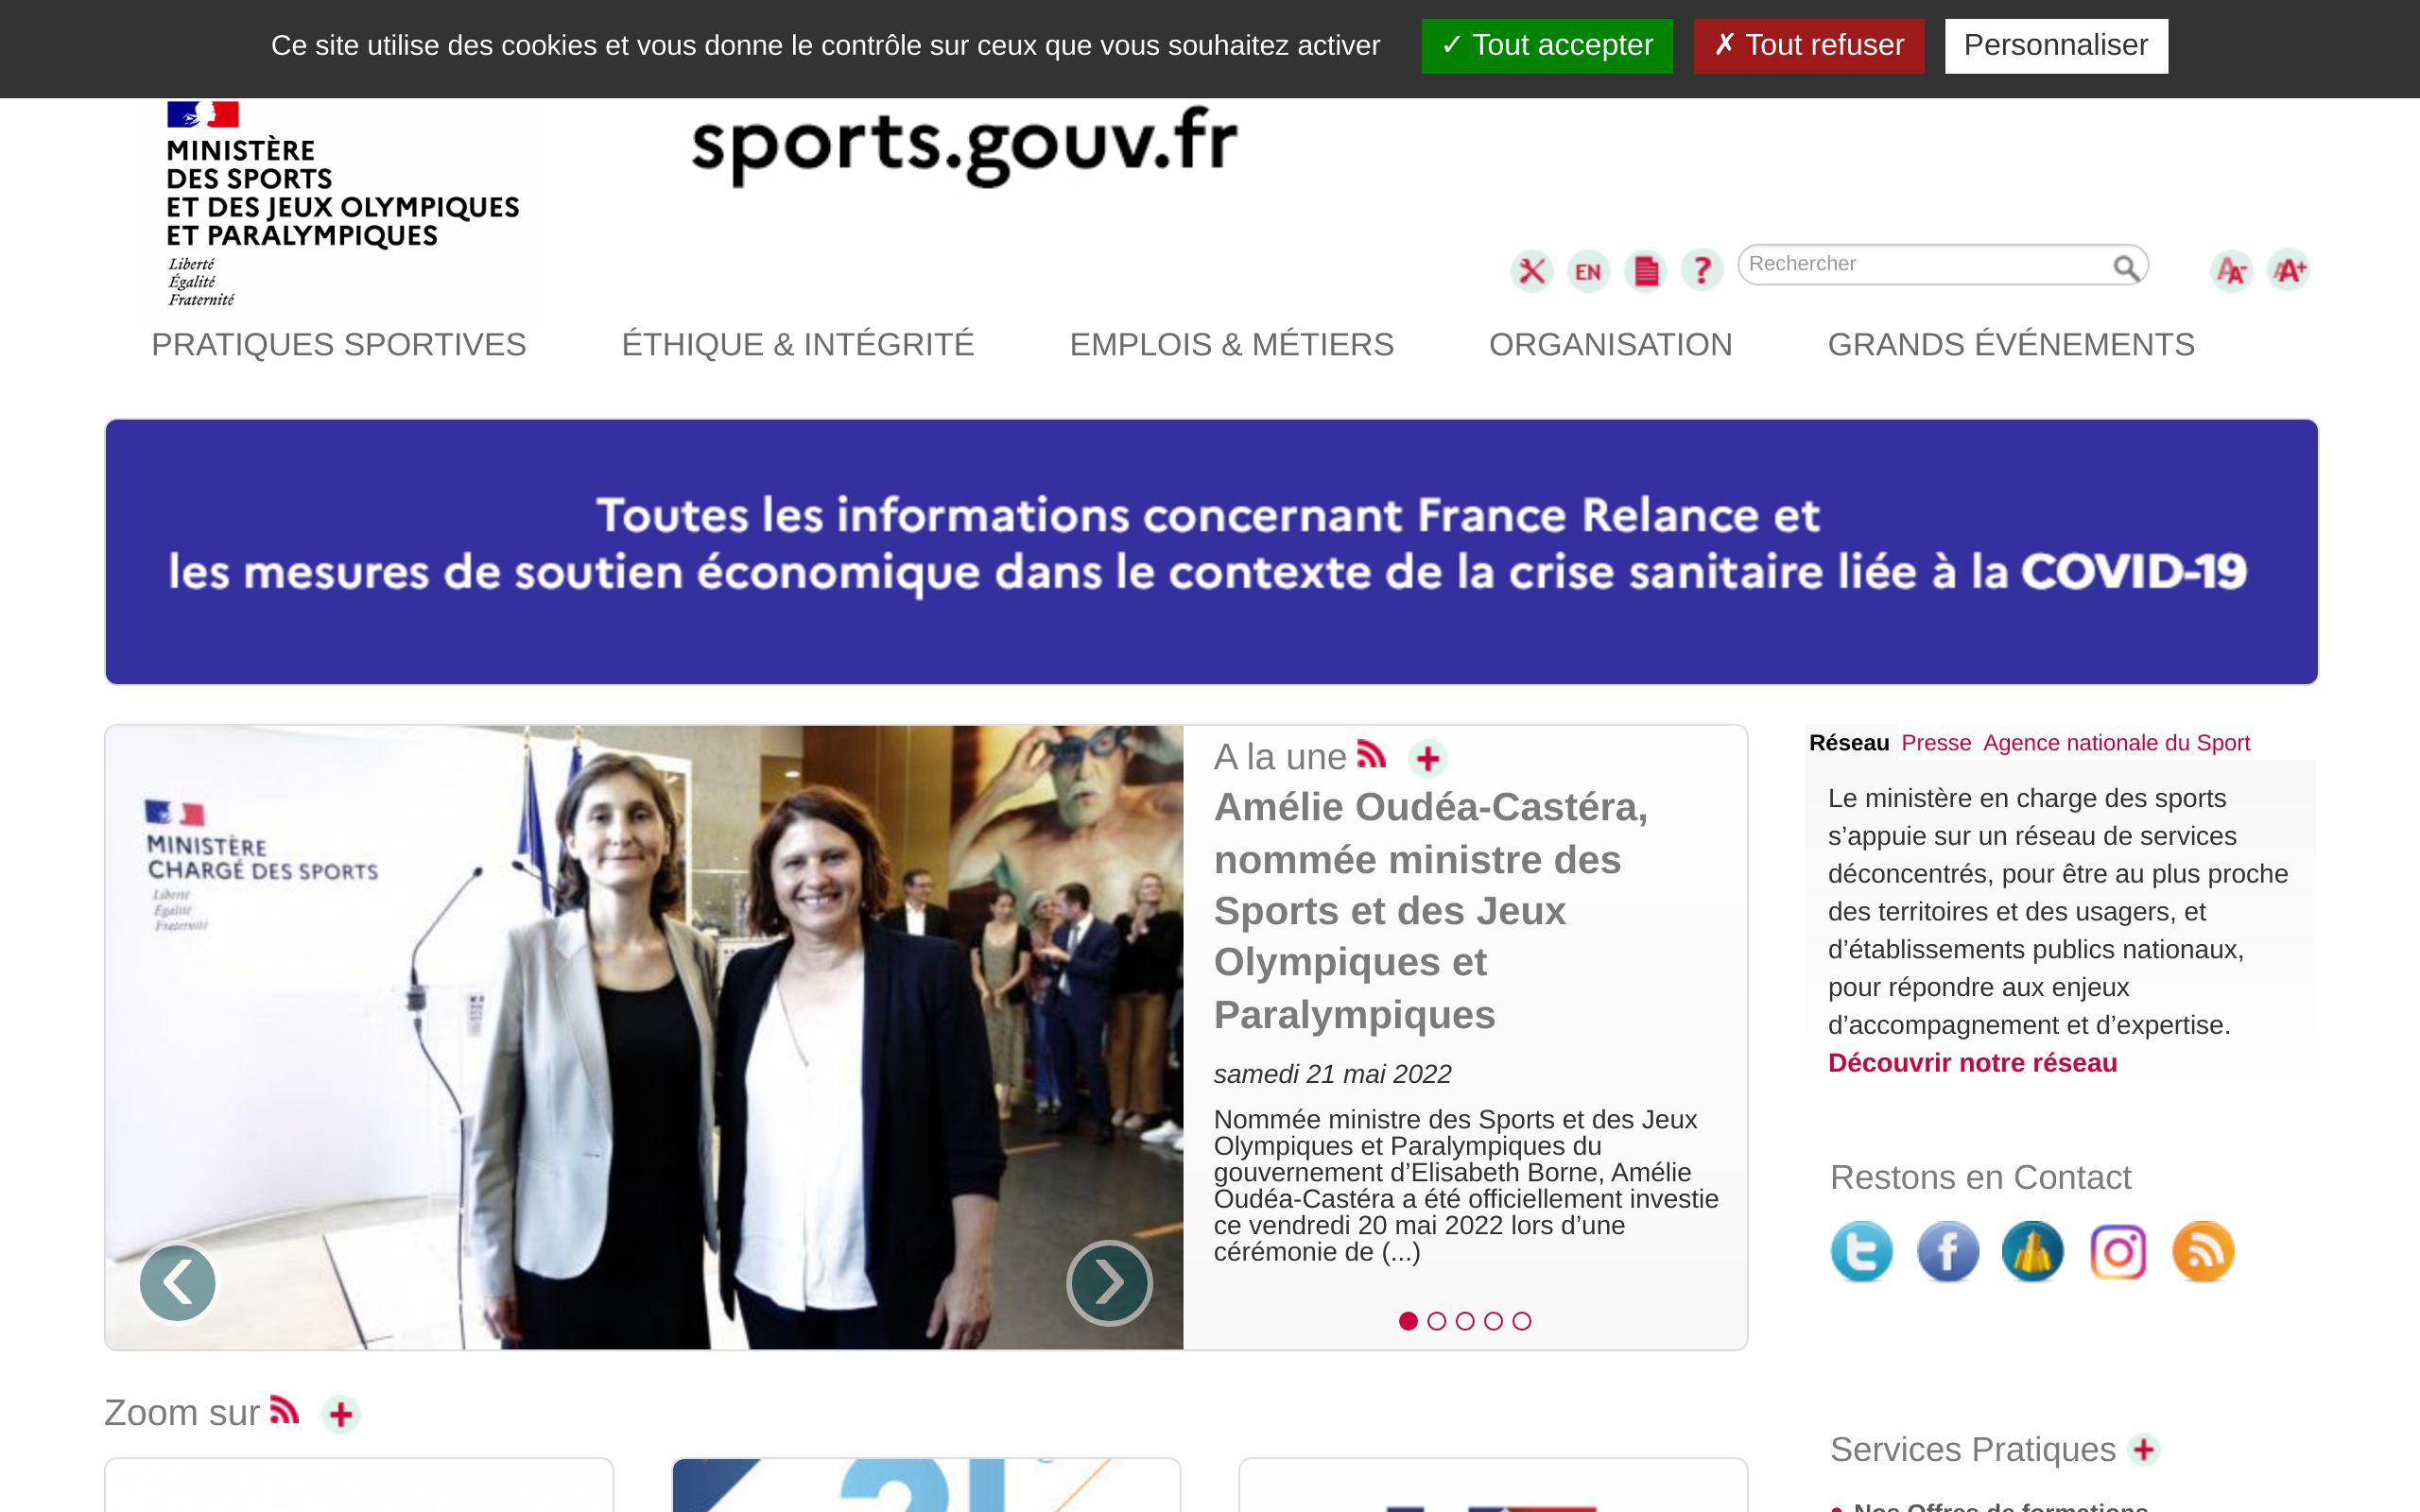 Ce site utilise des cookies et vous donne le contrôle sur ceux que vous souhaitez activer
✓ Tout accepter
✗ Tout refuser
Personnaliser
MINISTÈRE
DES SPORTS
ET DES JEUX OLYMPIQUES
ET PARALYMPIQUES
Liberté
Égalité
Fraternité
sports.gouv.fr
EN
?
Rechercher
AA-
AA+
PRATIQUES SPORTIVES
ÉTHIQUE & INTÉGRITÉ
EMPLOIS & MÉTIERS
ORGANISATION
GRANDS ÉVÉNEMENTS
Toutes les informations concernant France Relance et
les mesures de soutien économique dans le contexte de la crise sanitaire liée à la COVID-19
MINISTÈRE
CHARGÉ DES SPORTS
Liberté
Égalité
Fraternité
A la une
Amélie Oudéa-Castéra,
nommée ministre des
Sports et des Jeux
Olympiques et
Paralympiques
samedi 21 mai 2022
Nommée ministre des Sports et des Jeux
Olympiques et Paralympiques du
gouvernement d’Elisabeth Borne, Amélie
Oudéa-Castéra a été officiellement investie
ce vendredi 20 mai 2022 lors d’une
cérémonie de (...)
Réseau Presse Agence nationale du Sport
Le ministère en charge des sports
s’appuie sur un réseau de services
déconcentrés, pour être au plus proche
des territoires et des usagers, et
d’établissements publics nationaux,
pour répondre aux enjeux
d’accompagnement et d’expertise.
Découvrir notre réseau
Restons en Contact
Zoom sur
Services Pratiques
Nos Offres de formations